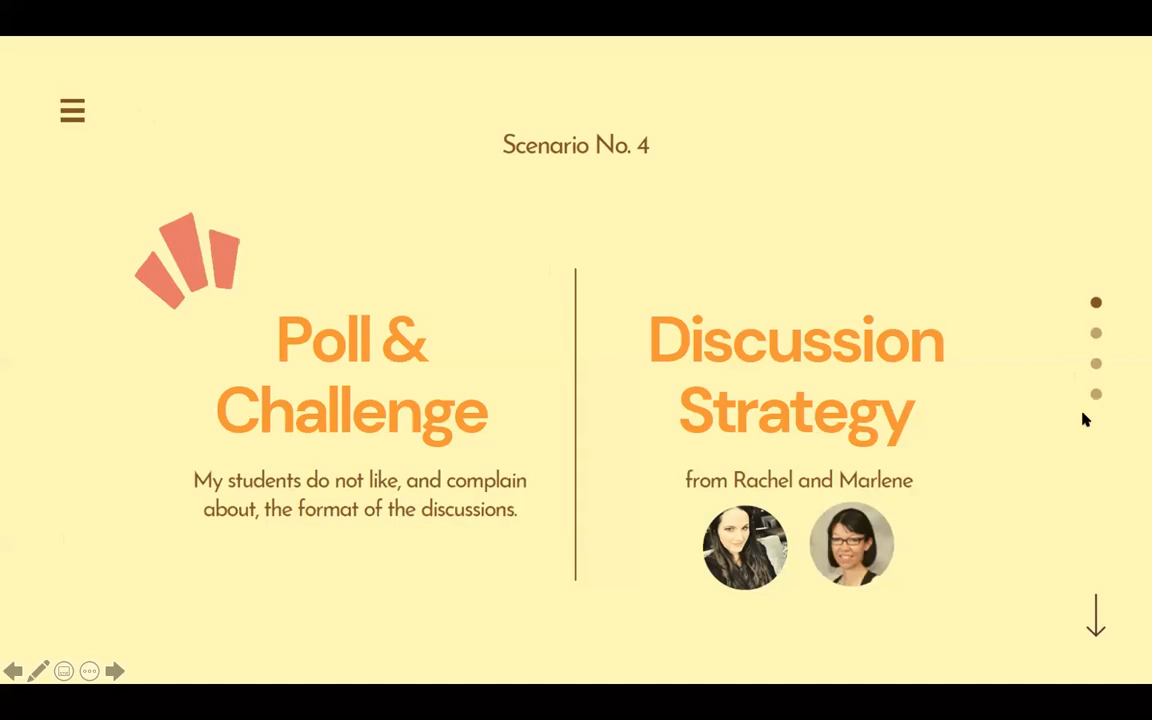 Scenario No. 4
Poll &
Challenge
My students do not like, and complain
about, the format of the discussions.
Discussion
Strategy
from Rachel and Marlene